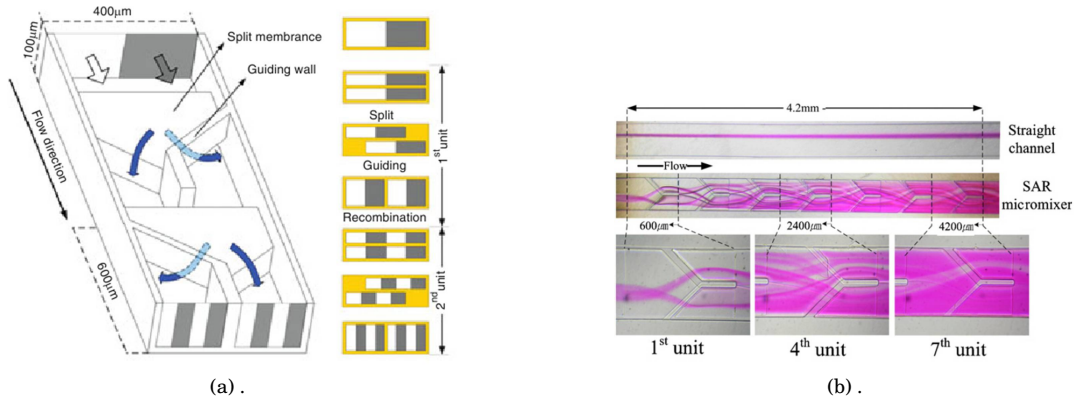 400μm
100μm
Split membrance
Guiding wall
Flow direction
600μm
Split
Guiding
Recombination
1st unit
2nd unit
(a) .
4.2mm
Straight
channel
Flow
SAR
micromixer
600㎛
2400㎛
4200㎛
1st unit
4th unit
7th unit
(b) .